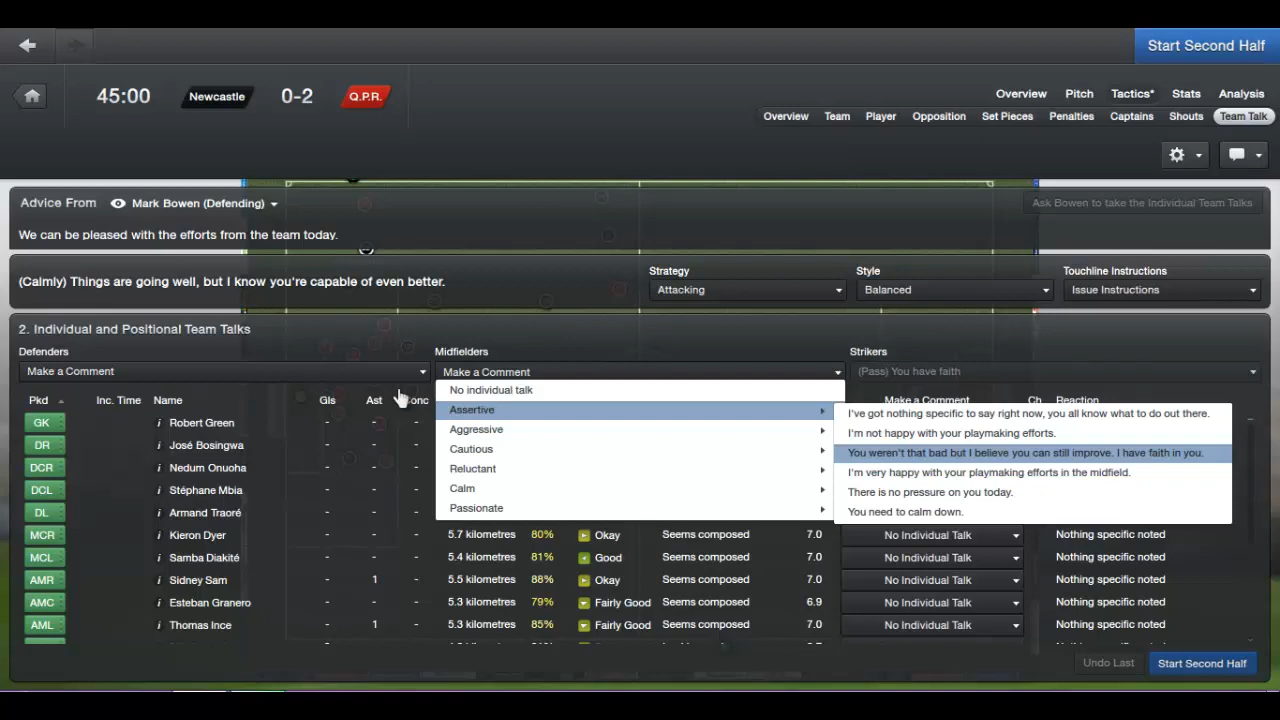 Start Second Half
45:00 Newcastle 0-2 Q.P.R.
Overview Pitch Tactics* Stats Analysis
Overview Team Player Opposition Set Pieces Penalties Captains Shouts Team Talk
Advice From Mark Bowen (Defending) Ask Bowen to take the Individual Team Talks
We can be pleased with the efforts from the team today.
(Calmly) Things are going well, but I know you're capable of even better.
Strategy Style Touchline Instructions
Attacking Balanced Issue Instructions
2. Individual and Positional Team Talks
Defenders Midfielders Strikers
Make a Comment Make a Comment (Pass) You have faith
No individual talk
Assertive
Aggressive
Cautious
Reluctant
Calm
Passionate
I've got nothing specific to say right now, you all know what to do out there.
I'm not happy with your playmaking efforts.
You weren't that bad but I believe you can still improve. I have faith in you.
I'm very happy with your playmaking efforts in the midfield.
There is no pressure on you today.
You need to calm down.
Pkd Inc. Time Name Gls Ast Conc Make a Comment Ch Reaction
GK i Robert Green - - -
DR i José Bosingwa - - -
DCR i Nedum Onuoha - - -
DCL i Stéphane Mbia - - -
DL i Armand Traoré - - -
MCR i Kieron Dyer - - - 5.7 kilometres 80% Okay Seems composed 7.0 No Individual Talk Nothing specific noted
MCL i Samba Diakité - - - 5.4 kilometres 81% Good Seems composed 7.0 No Individual Talk Nothing specific noted
AMR i Sidney Sam - 1 - 5.5 kilometres 88% Okay Seems composed 7.0 No Individual Talk Nothing specific noted
AMC i Esteban Granero - - - 5.3 kilometres 79% Fairly Good Seems composed 6.9 No Individual Talk Nothing specific noted
AML i Thomas Ince - 1 - 5.3 kilometres 85% Fairly Good Seems composed 7.0 No Individual Talk Nothing specific noted
Undo Last Start Second Half